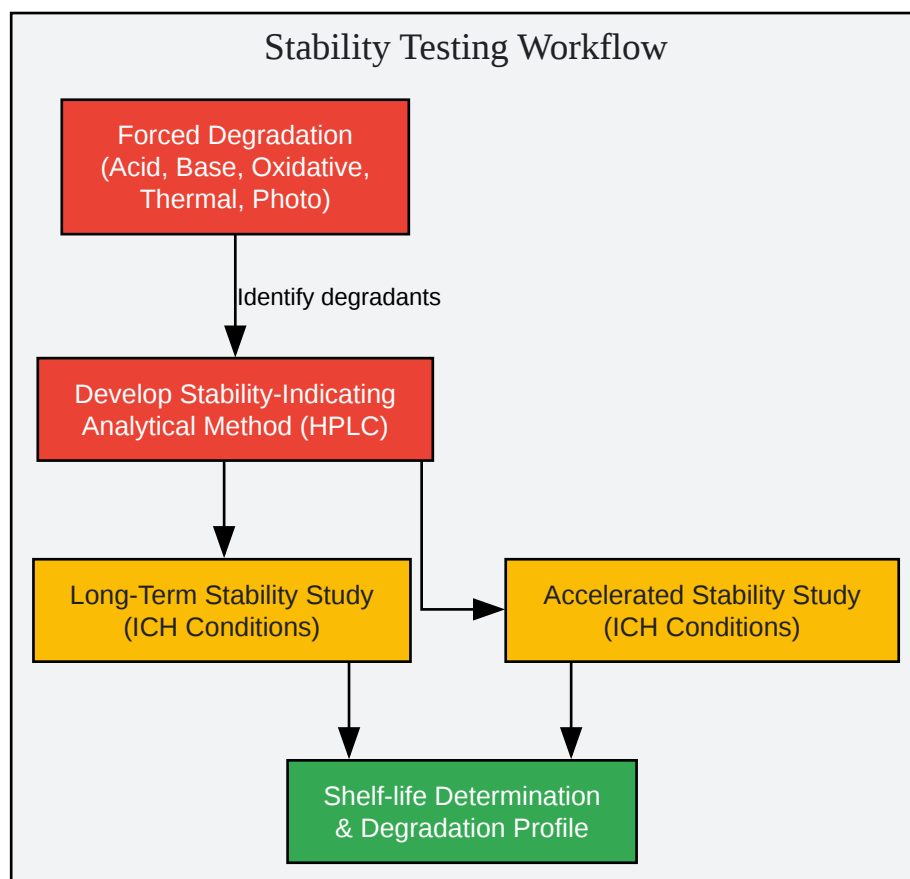 Stability Testing Workflow
Forced Degradation
(Acid, Base, Oxidative,
Thermal, Photo)
Identify degradants
Develop Stability-Indicating
Analytical Method (HPLC)
Long-Term Stability Study
(ICH Conditions)
Accelerated Stability Study
(ICH Conditions)
Shelf-life Determination
& Degradation Profile